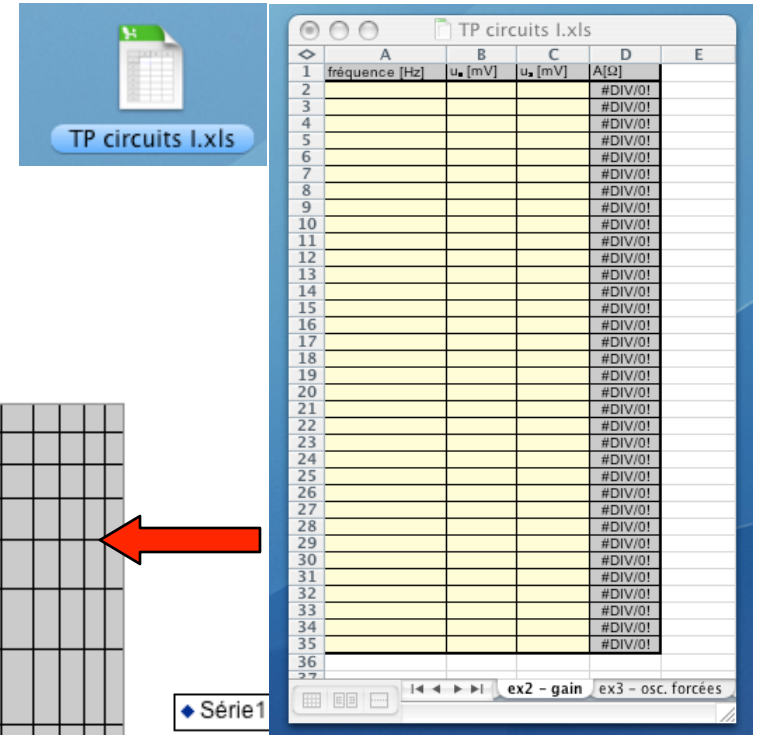 TP circuits I.xls
TP circuits I.xls
A B C D E
1 fréquence [Hz] u [mV] u [mV] A[Ω]
2 #DIV/0!
3 #DIV/0!
4 #DIV/0!
5 #DIV/0!
6 #DIV/0!
7 #DIV/0!
8 #DIV/0!
9 #DIV/0!
10 #DIV/0!
11 #DIV/0!
12 #DIV/0!
13 #DIV/0!
14 #DIV/0!
15 #DIV/0!
16 #DIV/0!
17 #DIV/0!
18 #DIV/0!
19 #DIV/0!
20 #DIV/0!
21 #DIV/0!
22 #DIV/0!
23 #DIV/0!
24 #DIV/0!
25 #DIV/0!
26 #DIV/0!
27 #DIV/0!
28 #DIV/0!
29 #DIV/0!
30 #DIV/0!
31 #DIV/0!
32 #DIV/0!
33 #DIV/0!
34 #DIV/0!
35 #DIV/0!
36
37
ex2 - gain ex3 - osc. forcées
Série1